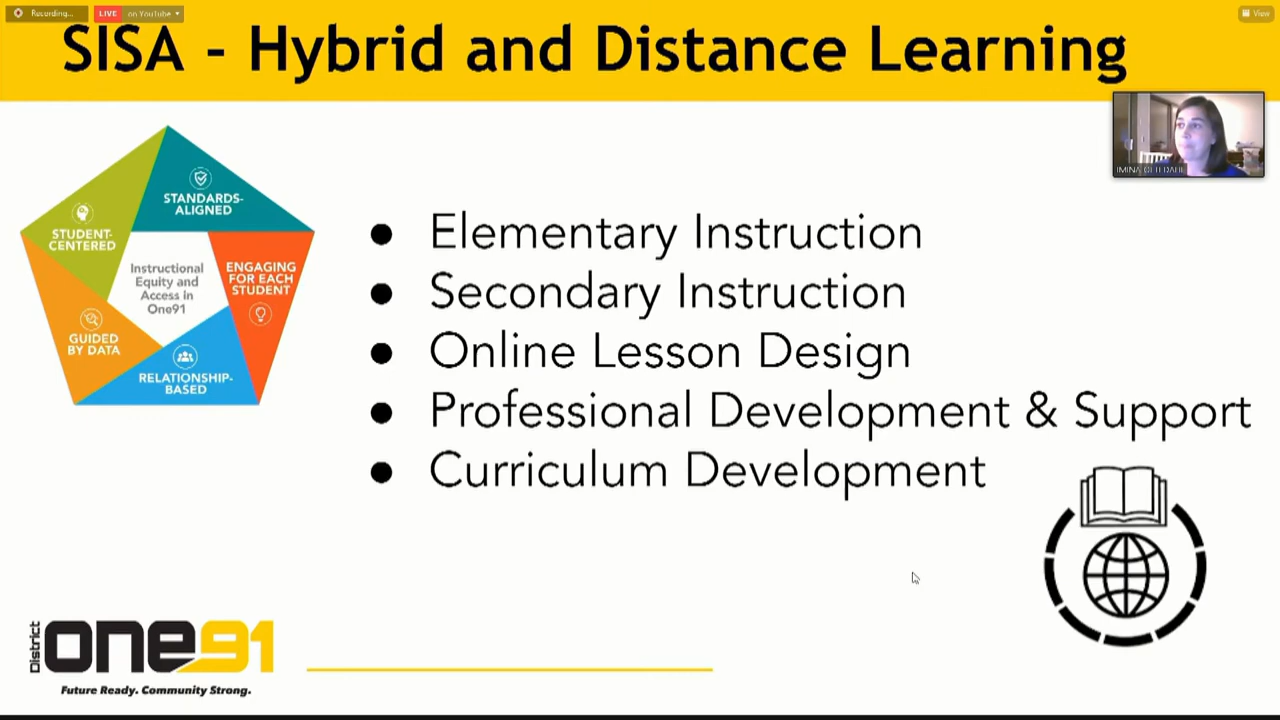 Recording...
LIVE on YouTube
View
SISA - Hybrid and Distance Learning
STANDARDS-
ALIGNED
STUDENT-
CENTERED
Instructional
Equity and
Access in
One91
ENGAGING
FOR EACH
STUDENT
GUIDED
BY DATA
RELATIONSHIP-
BASED
● Elementary Instruction
● Secondary Instruction
● Online Lesson Design
● Professional Development & Support
● Curriculum Development
District
one91
Future Ready. Community Strong.